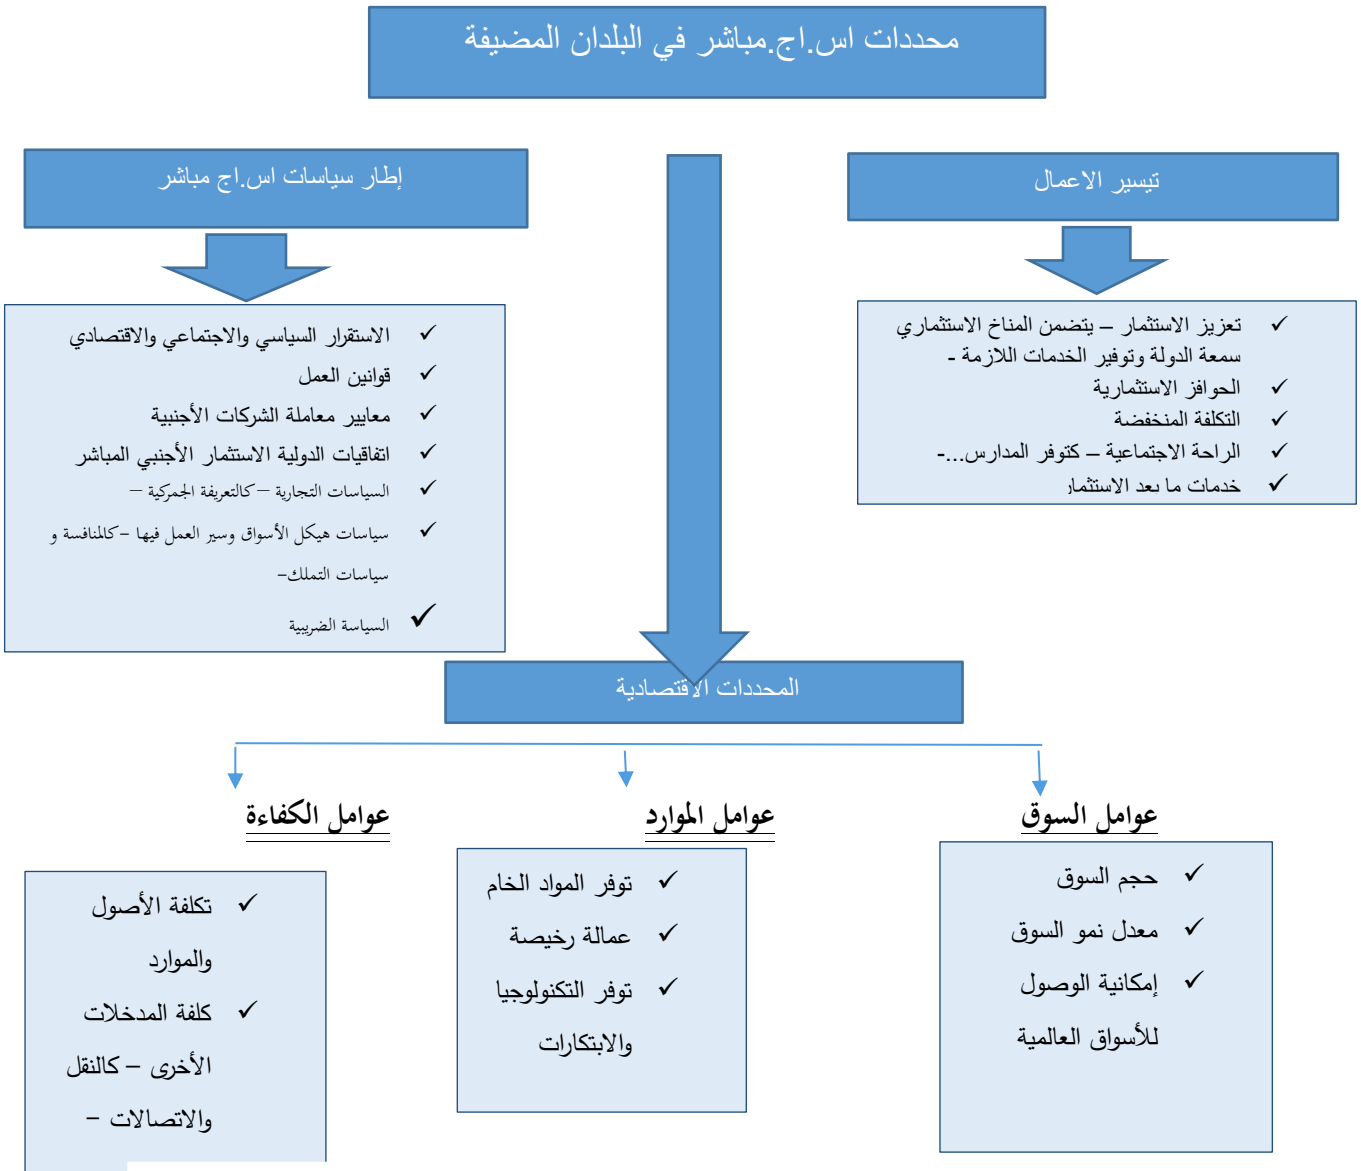 محددات اس.اج.مباشر في البلدان المضيفة
تيسير الاعمال
إطار سياسات اس.اج مباشر
تعزيز الاستثمار – يتضمن المناخ الاستثماري
سمعة الدولة وتوفير الخدمات اللازمة -
الحوافز الاستثمارية
التكلفة المنخفضة
الراحة الاجتماعية – كتوفر المدارس...-
خدمات ما بعد الاستثمار
الاستقرار السياسي والاجتماعي والاقتصادي
قوانين العمل
معايير معاملة الشركات الأجنبية
اتفاقيات الدولية الاستثمار الأجنبي المباشر
السياسات التجارية – كالتعريفة الجمركية –
سياسات هيكل الأسواق وسير العمل فيها – كالمنافسة و
سياسات التملك–
السياسة الضريبية
المحددات الاقتصادية
عوامل السوق
حجم السوق
معدل نمو السوق
إمكانية الوصول
للأسواق العالمية
عوامل الموارد
توفر المواد الخام
عمالة رخيصة
توفر التكنولوجيا
والابتكارات
عوامل الكفاءة
تكلفة الأصول
والموارد
كلفة المدخلات
الأخرى – كالنقل
والاتصالات –